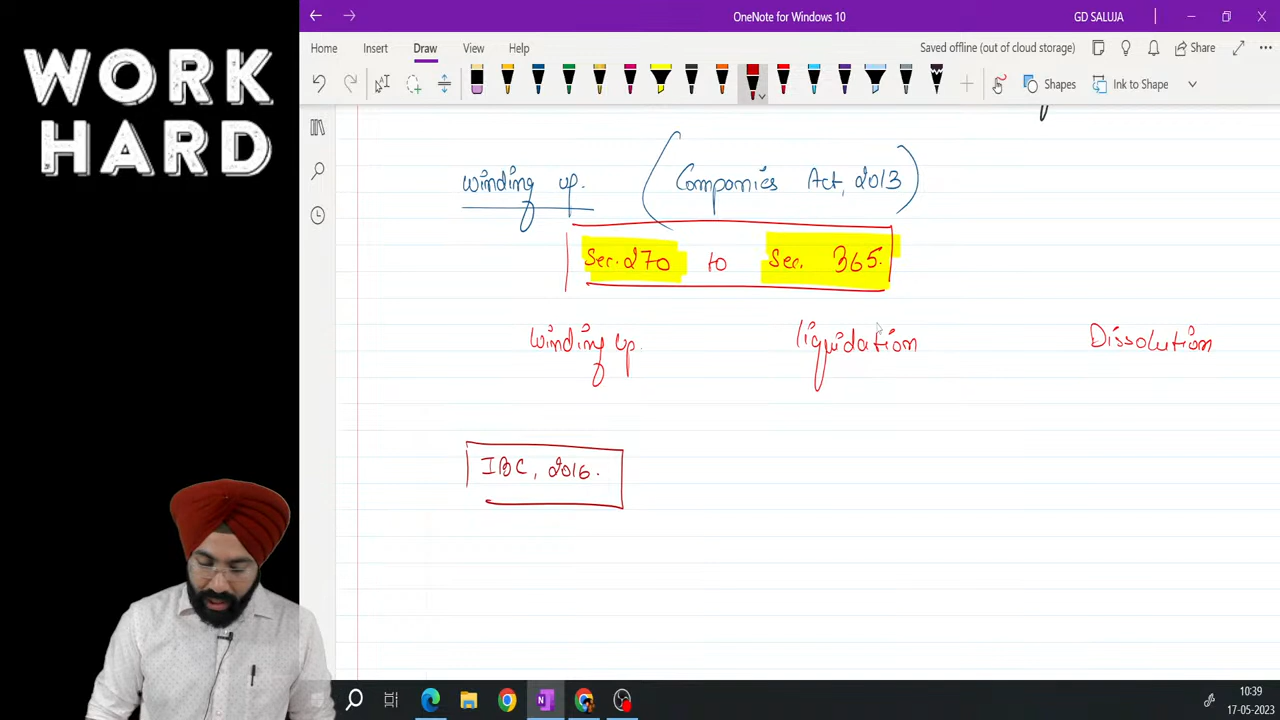 WORK
HARD
OneNote for Windows 10
GD SALUJA
Home Insert Draw View Help
Saved offline (out of cloud storage)
Share
Shapes
Ink to Shape
winding up. (Companies Act, 2013)
Sec. 270 to Sec. 365.
winding up. liquidation Dissolution
IBC, 2016.
10:39
17-05-2023